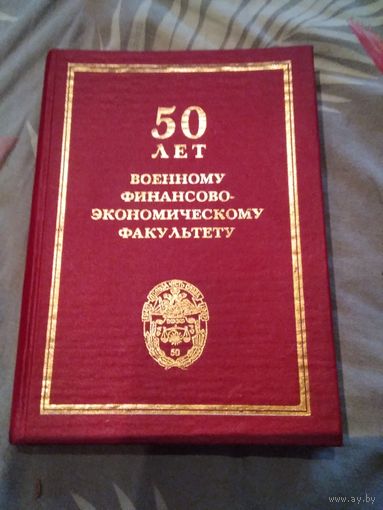 50
ЛЕТ
ВОЕННОМУ
ФИНАНСОВО-
ЭКОНОМИЧЕСКОМУ
ФАКУЛЬТЕТУ
50
www.ay.by